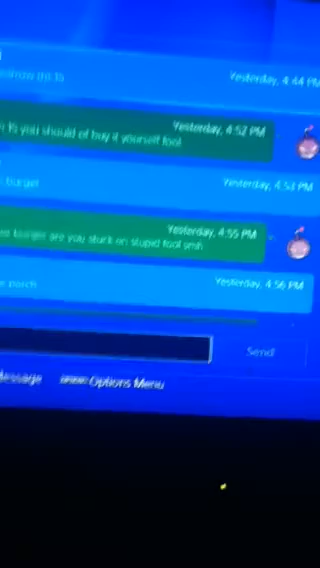 Yesterday, 4:44 PM
Yesterday, 4:52 PM
you should of buy it yourself fool
Yesterday, 4:53 PM
burger
Yesterday, 4:55 PM
burger are you stuck on stupid fool smh
Yesterday, 4:56 PM
porch
Send
Message Options Menu